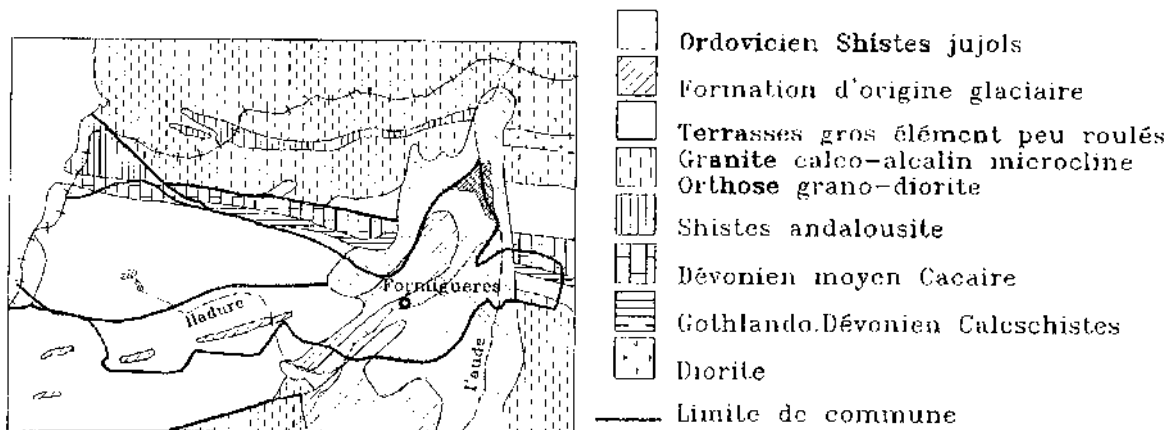 Formiguères
Iladure
l'aude
Ordovicien Shistes jujols
Formation d'origine glaciaire
Terrasses gros élément peu roulés
Granite calco-alcalin microcline
Orthose grano-diorite
Shistes andalousite
Dévonien moyen Cacaire
Gothlando.Dévonien Calcschistes
Diorite
Limite de commune